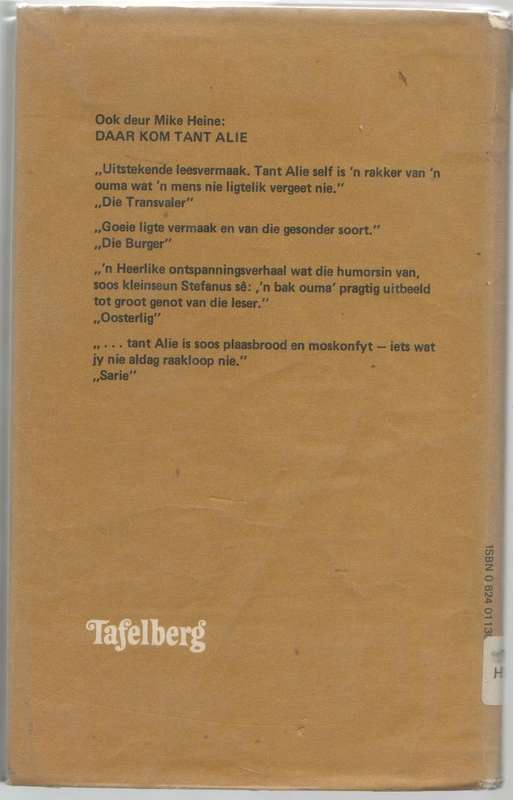 Ook deur Mike Heine:
DAAR KOM TANT ALIE
„Uitstekende leesvermaak. Tant Alie self is 'n rakker van 'n
ouma wat 'n mens nie ligtelik vergeet nie.”
„Die Transvaler”
„Goeie ligte vermaak en van die gesonder soort.”
„Die Burger”
„'n Heerlike ontspanningsverhaal wat die humorsin van,
soos kleinseun Stefanus sê: ‚'n bak ouma’ pragtig uitbeeld
tot groot genot van die leser.”
„Oosterlig”
„. . . tant Alie is soos plaasbrood en moskonfyt – iets wat
jy nie aldag raakloop nie.”
„Sarie”
Tafelberg
ISBN 0 624 0113
H